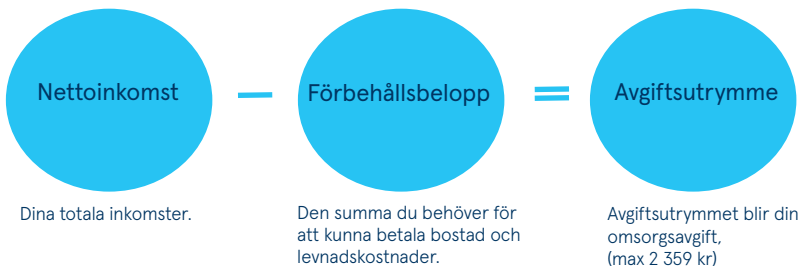 Nettoinkomst
Förbehållsbelopp
Avgiftsutrymme
Dina totala inkomster.
Den summa du behöver för
att kunna betala bostad och
levnadskostnader.
Avgiftsutrymmet blir din
omsorgsavgift,
(max 2 359 kr)